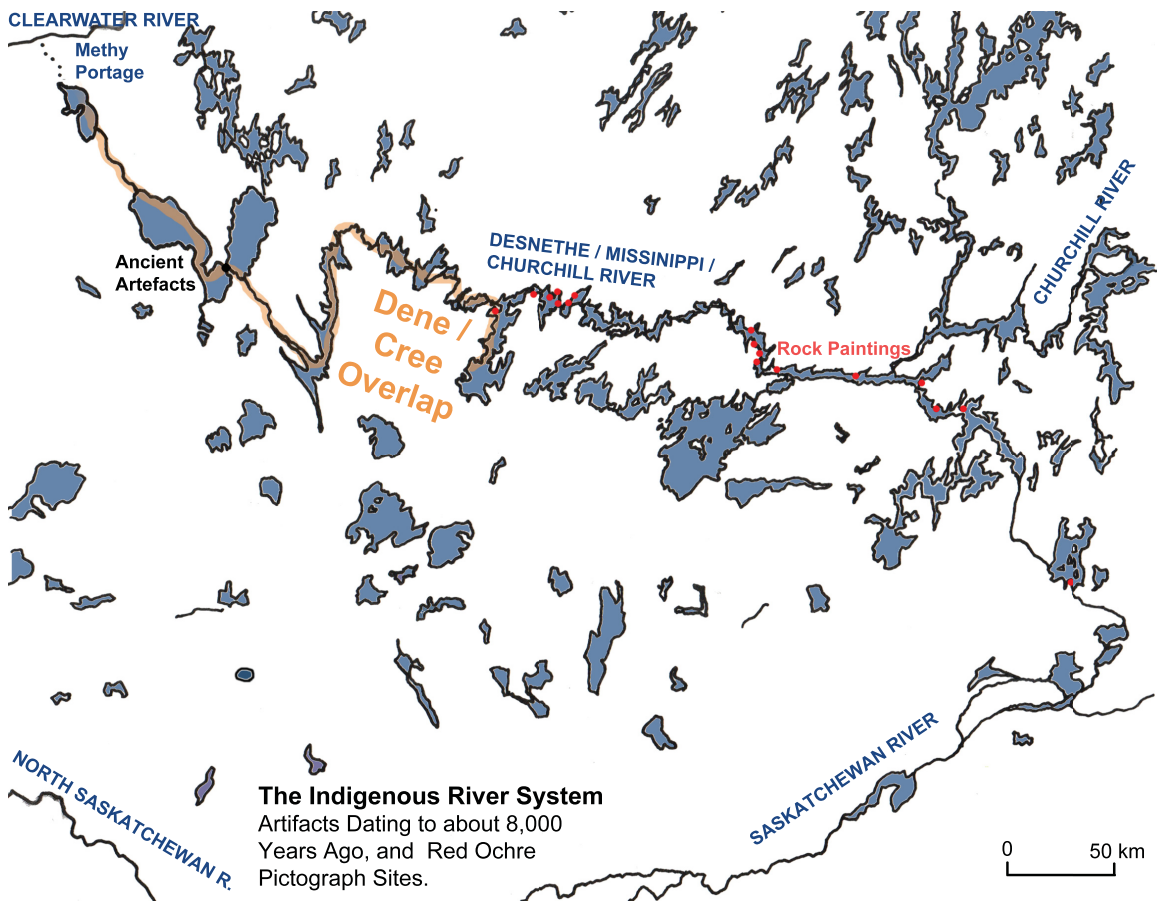 CLEARWATER RIVER
Methy
Portage
Ancient
Artefacts
DESNETHE / MISSINIPPI /
CHURCHILL RIVER
CHURCHILL RIVER
Dene /
Cree
Overlap
Rock Paintings
NORTH SASKATCHEWAN R.
SASKATCHEWAN RIVER
The Indigenous River System
Artifacts Dating to about 8,000
Years Ago, and Red Ochre
Pictograph Sites.
0 50 km